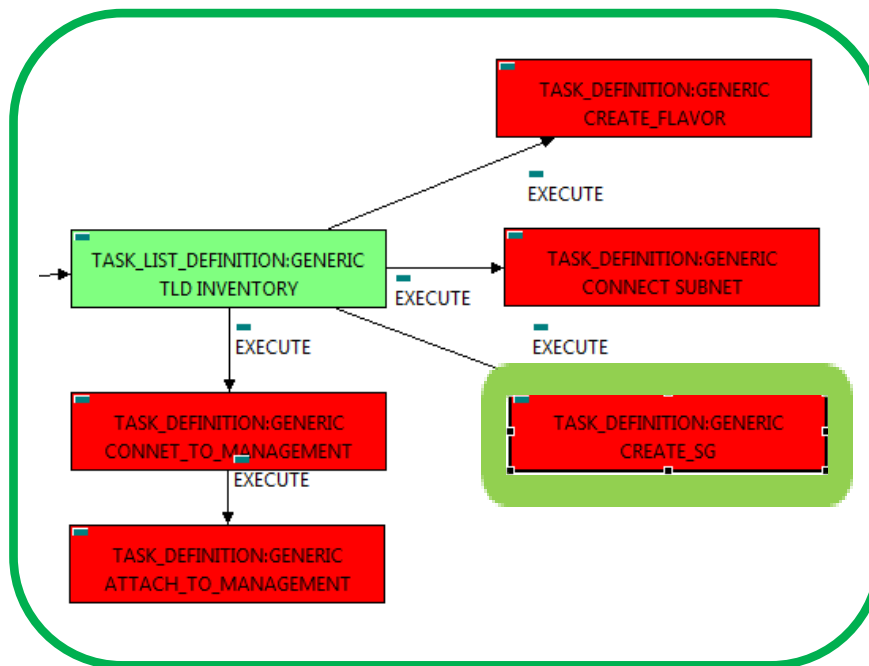 TASK_DEFINITION:GENERIC
CREATE_FLAVOR
EXECUTE
TASK_LIST_DEFINITION:GENERIC
TLD INVENTORY
EXECUTE
TASK_DEFINITION:GENERIC
CONNECT SUBNET
EXECUTE
EXECUTE
TASK_DEFINITION:GENERIC
CONNET_TO_MANAGEMENT
TASK_DEFINITION:GENERIC
CREATE_SG
EXECUTE
TASK_DEFINITION:GENERIC
ATTACH_TO_MANAGEMENT